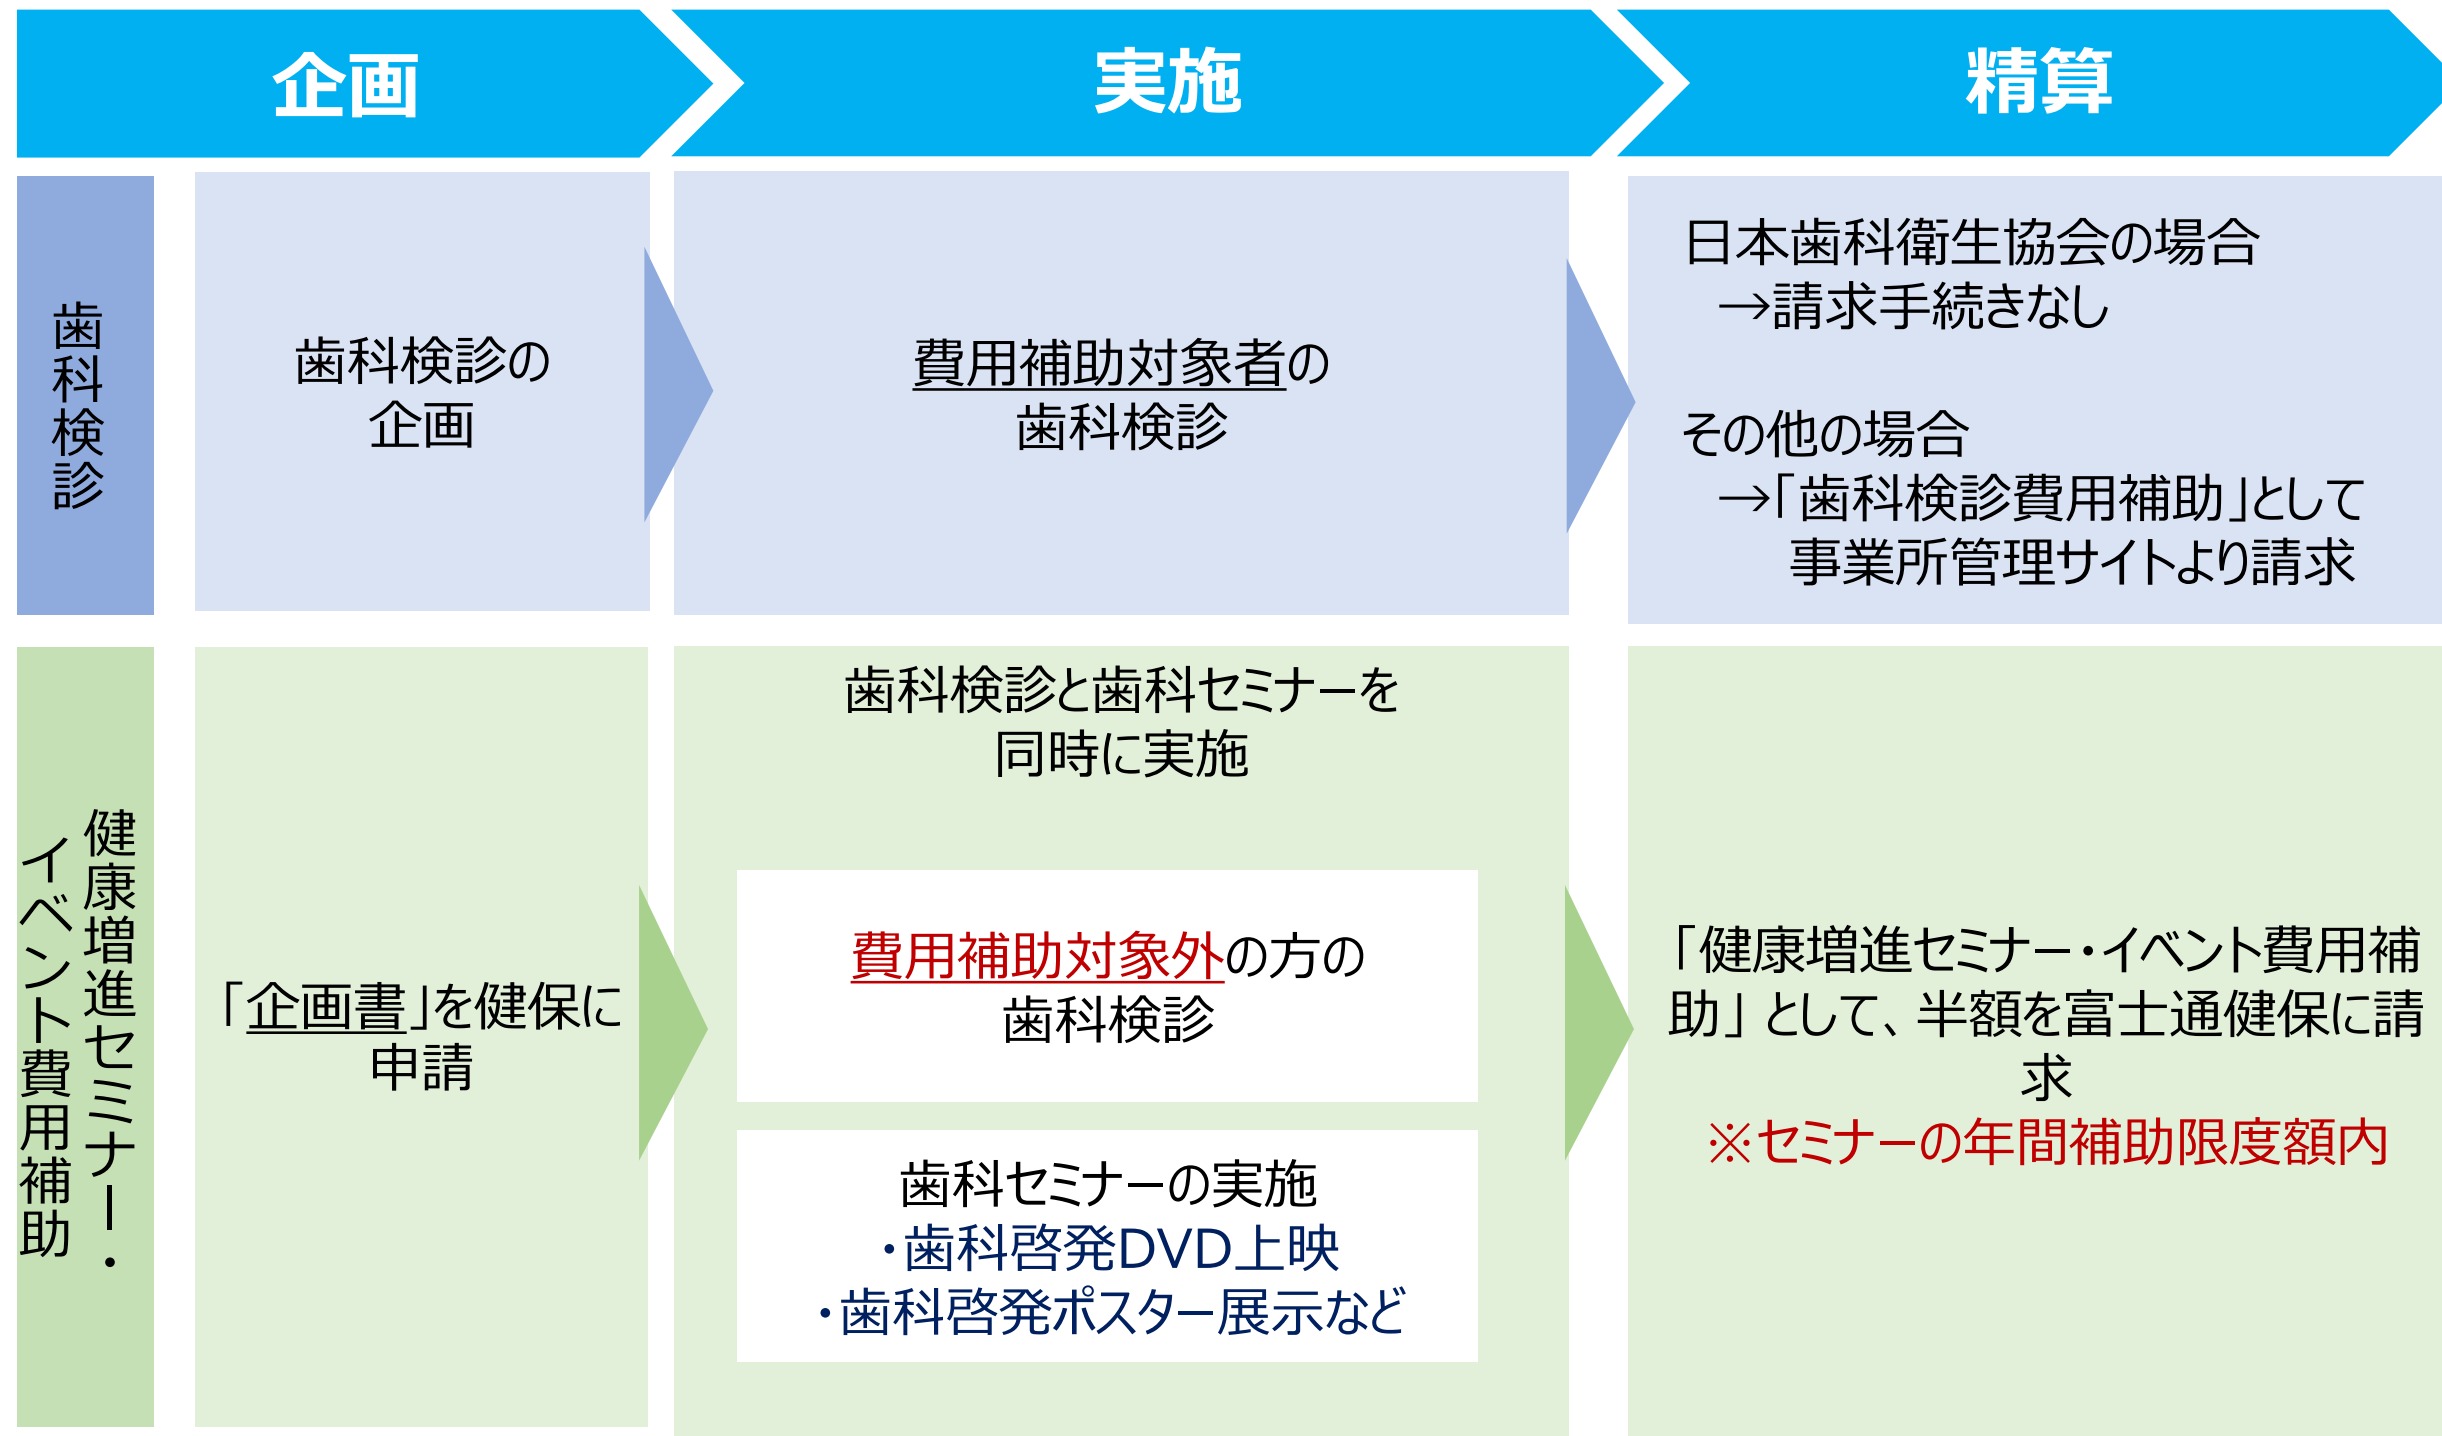 企画
実施
精算
歯科検診
歯科検診の
企画
費用補助対象者の
歯科検診
日本歯科衛生協会の場合
→請求手続きなし
その他の場合
→「歯科検診費用補助」として
事業所管理サイトより請求
健康増進セミナー・
イベント費用補助
「企画書」を健保に
申請
歯科検診と歯科セミナーを
同時に実施
費用補助対象外の方の
歯科検診
歯科セミナーの実施
・歯科啓発DVD上映
・歯科啓発ポスター展示など
「健康増進セミナー・イベント費用補
助」 として、半額を富士通健保に請
求
※セミナーの年間補助限度額内